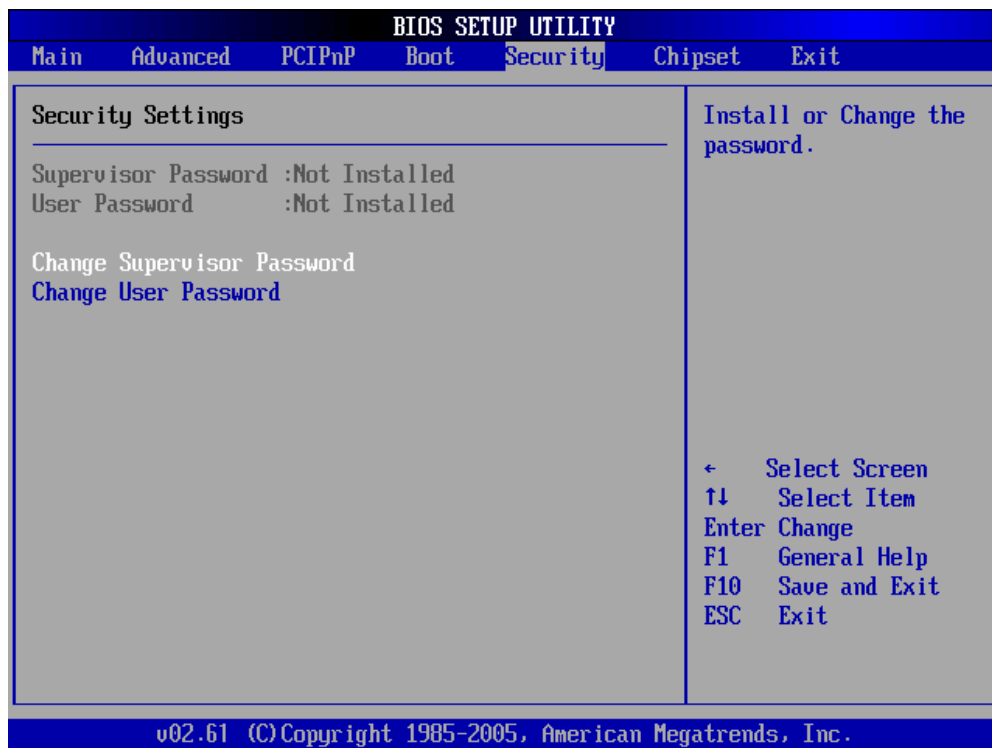 BIOS SETUP UTILITY
Main Advanced PCIPnP Boot Security Chipset Exit
Security Settings
Supervisor Password :Not Installed
User Password :Not Installed
Change Supervisor Password
Change User Password
Install or Change the
password.
← Select Screen
↑↓ Select Item
Enter Change
F1 General Help
F10 Save and Exit
ESC Exit
v02.61 (C)Copyright 1985-2005, American Megatrends, Inc.